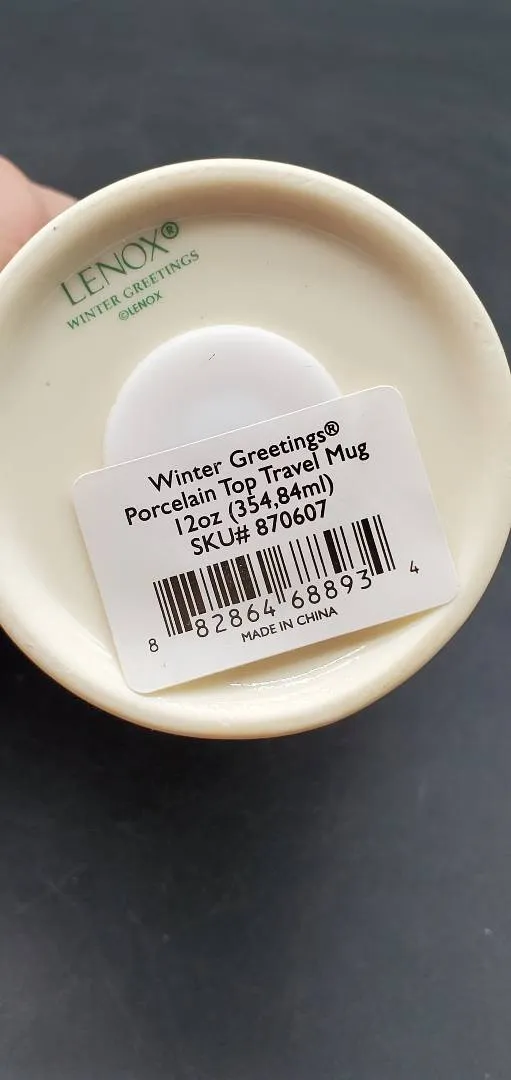 LENOX®
WINTER GREETINGS
©LENOX
Winter Greetings®
Porcelain Top Travel Mug
12oz (354,84ml)
SKU# 870607
8 82864 68893 4
MADE IN CHINA